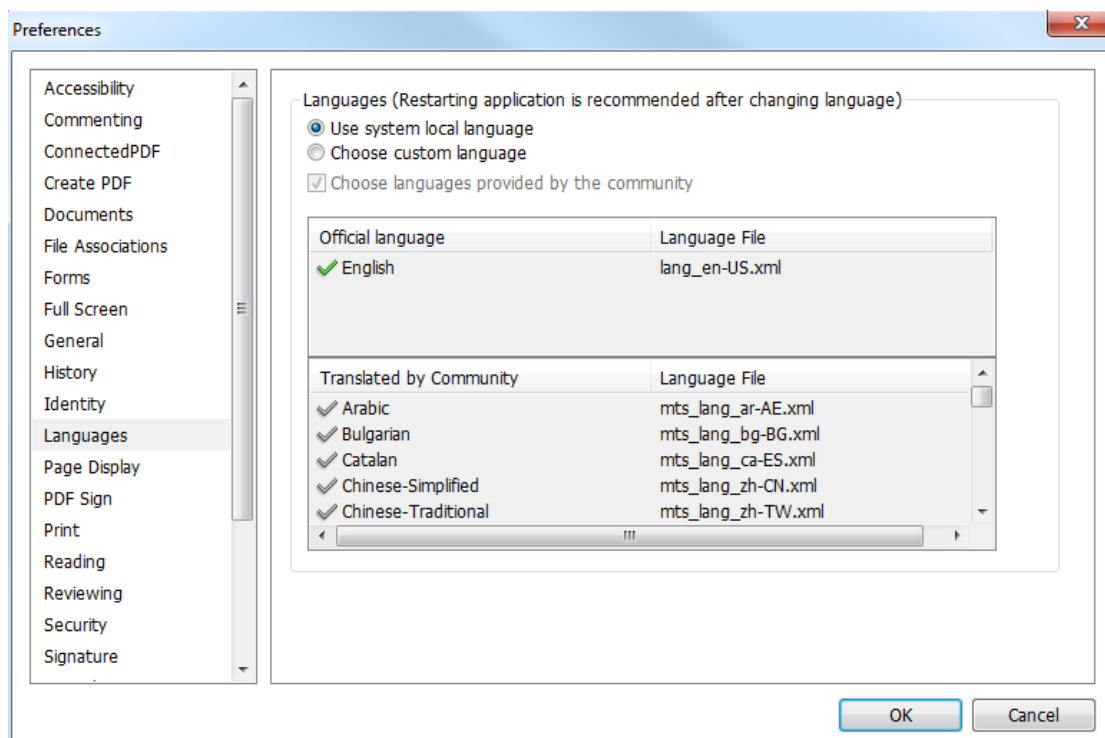 Preferences
Accessibility
Commenting
ConnectedPDF
Create PDF
Documents
File Associations
Forms
Full Screen
General
History
Identity
Languages
Page Display
PDF Sign
Print
Reading
Reviewing
Security
Signature
Languages (Restarting application is recommended after changing language)
Use system local language
Choose custom language
Choose languages provided by the community
Official language Language File
English lang_en-US.xml
Translated by Community Language File
Arabic mts_lang_ar-AE.xml
Bulgarian mts_lang_bg-BG.xml
Catalan mts_lang_ca-ES.xml
Chinese-Simplified mts_lang_zh-CN.xml
Chinese-Traditional mts_lang_zh-TW.xml
OK Cancel